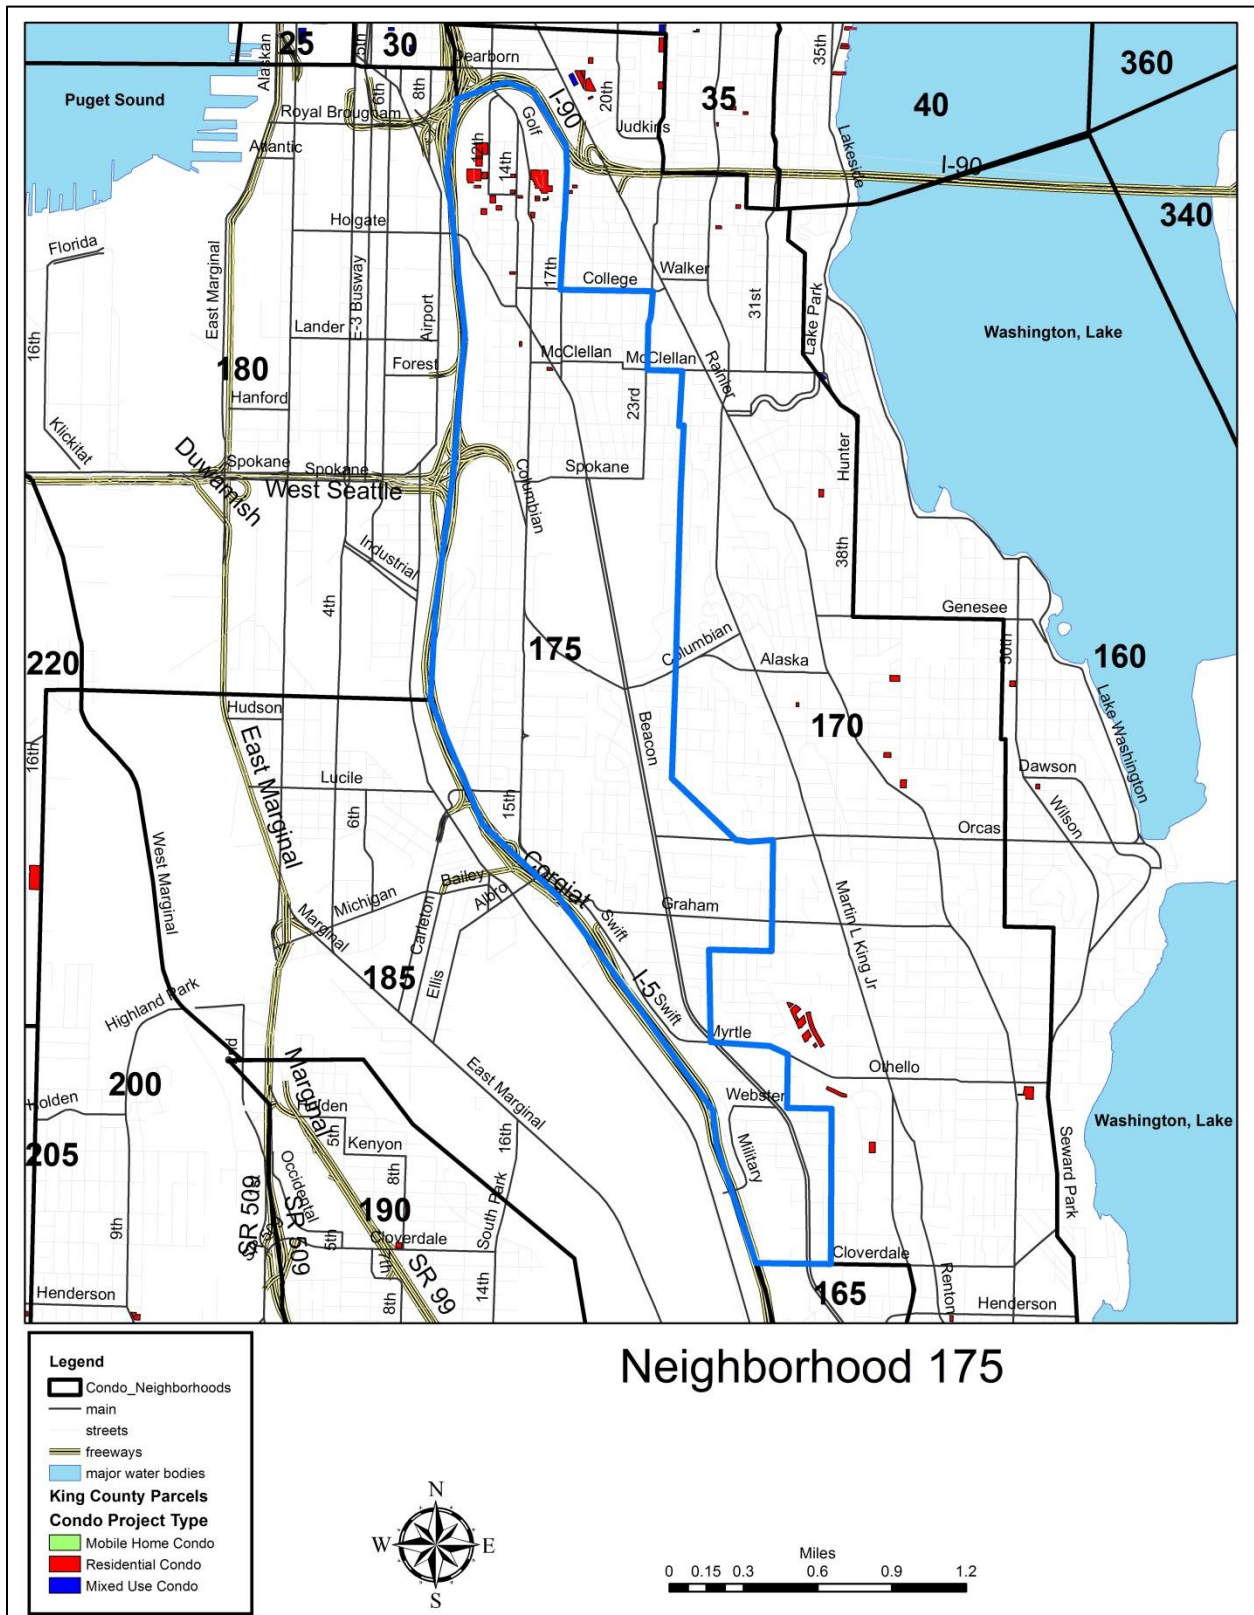 25
30
35
40
360
340
Puget Sound
Alaskan
5th
6th
8th
Dearborn
I-90
20th
35th
Royal Brougham
Atlantic
Golf
12th
14th
Judkins
Lakeside
I-90
Florida
Holgate
East Marginal
E-3 Busway
Airport
17th
College
Walker
31st
Lake Park
Washington, Lake
16th
Lander
Forest
McClellan
McClellan
Rainier
180
Hanford
23rd
Klickitat
Duwamish
Spokane
Spokane
West Seattle
Columbian
Spokane
Hunter
38th
Industrial
4th
Genesee
50th
220
175
Columbian
Alaska
160
Lake Washington
Hudson
16th
East Marginal
Beacon
170
Lucile
6th
15th
Dawson
Wilson
Orcas
West Marginal
Corgiat
Bailey
Albro
Michigan
Marginal
Carleton
Ellis
Swift
Graham
Martin L King Jr
185
I-5
Swift
Highland Park
Myrtle
Othello
200
Marginal
East Marginal
Webster
Holden
Holden
5th
Kenyon
16th
Military
Washington, Lake
205
Seward Park
8th
Occidental
SR 509
SR 509
190
South Park
9th
5th
Cloverdale
7th
Cloverdale
SR 99
8th
14th
165
Renton
Henderson
Henderson
Neighborhood 175
Legend
Condo_Neighborhoods
main
streets
freeways
major water bodies
King County Parcels
Condo Project Type
Mobile Home Condo
Residential Condo
Mixed Use Condo
N
W
E
S
Miles
0 0.15 0.3 0.6 0.9 1.2